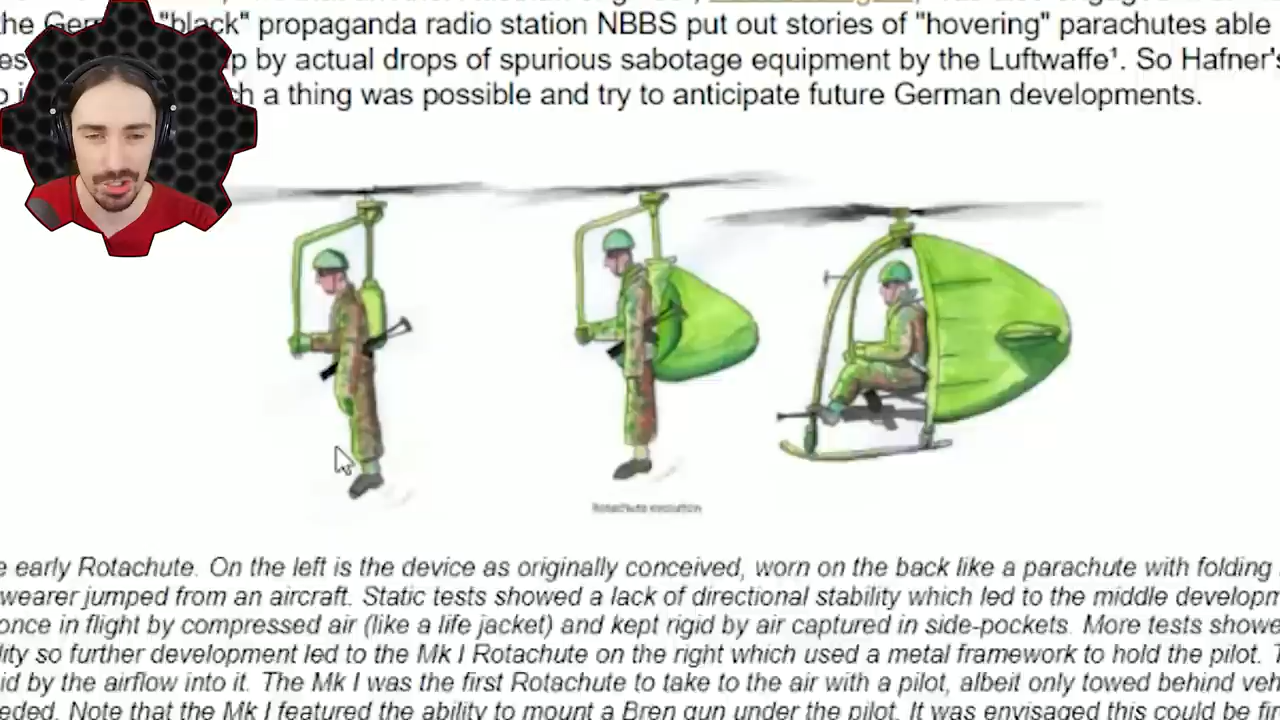 the Ger "black" propaganda radio station NBBS put out stories of "hovering" parachutes able
p by actual drops of spurious sabotage equipment by the Luftwaffe¹. So Hafner's
h a thing was possible and try to anticipate future German developments.
Rotachute evolution
e early Rotachute. On the left is the device as originally conceived, worn on the back like a parachute with folding
wearer jumped from an aircraft. Static tests showed a lack of directional stability which led to the middle developm
once in flight by compressed air (like a life jacket) and kept rigid by air captured in side-pockets. More tests showe
lity so further development led to the Mk I Rotachute on the right which used a metal framework to hold the pilot. T
id by the airflow into it. The Mk I was the first Rotachute to take to the air with a pilot, albeit only towed behind veh
eded. Note that the Mk I featured the ability to mount a Bren gun under the pilot. It was envisaged this could be fir